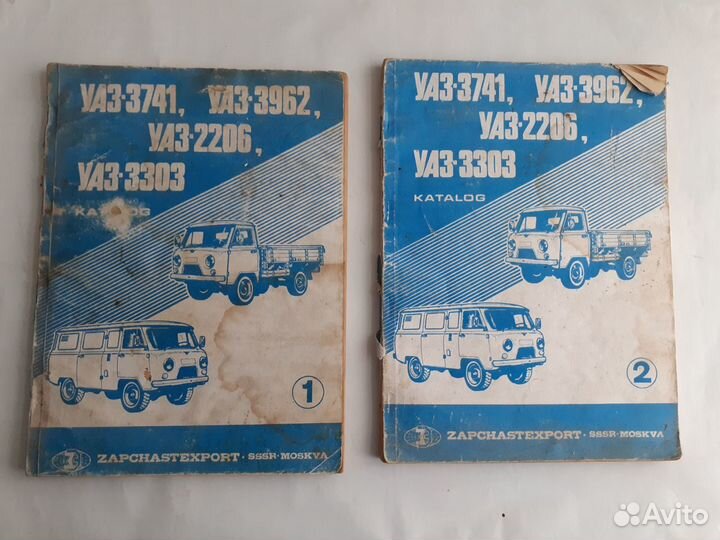 УАЗ-3741, УАЗ-3962,
УАЗ-2206,
УАЗ-3303
KATALOG
1
ZAPCHASTEXPORT · SSSR · MOSKVA
УАЗ-3741, УАЗ-3962,
УАЗ-2206,
УАЗ-3303
KATALOG
2
ZAPCHASTEXPORT · SSSR · MOSKVA
Avito